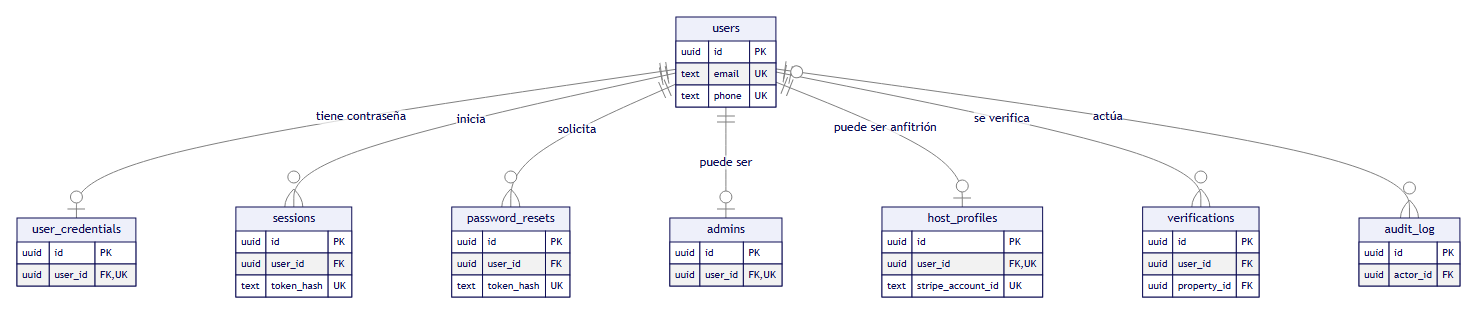 users
uuid id PK
text email UK
text phone UK
tiene contraseña
inicia
solicita
puede ser
puede ser anfitrión
se verifica
actúa
user_credentials
uuid id PK
uuid user_id FK,UK
sessions
uuid id PK
uuid user_id FK
text token_hash UK
password_resets
uuid id PK
uuid user_id FK
text token_hash UK
admins
uuid id PK
uuid user_id FK,UK
host_profiles
uuid id PK
uuid user_id FK,UK
text stripe_account_id UK
verifications
uuid id PK
uuid user_id FK
uuid property_id FK
audit_log
uuid id PK
uuid actor_id FK